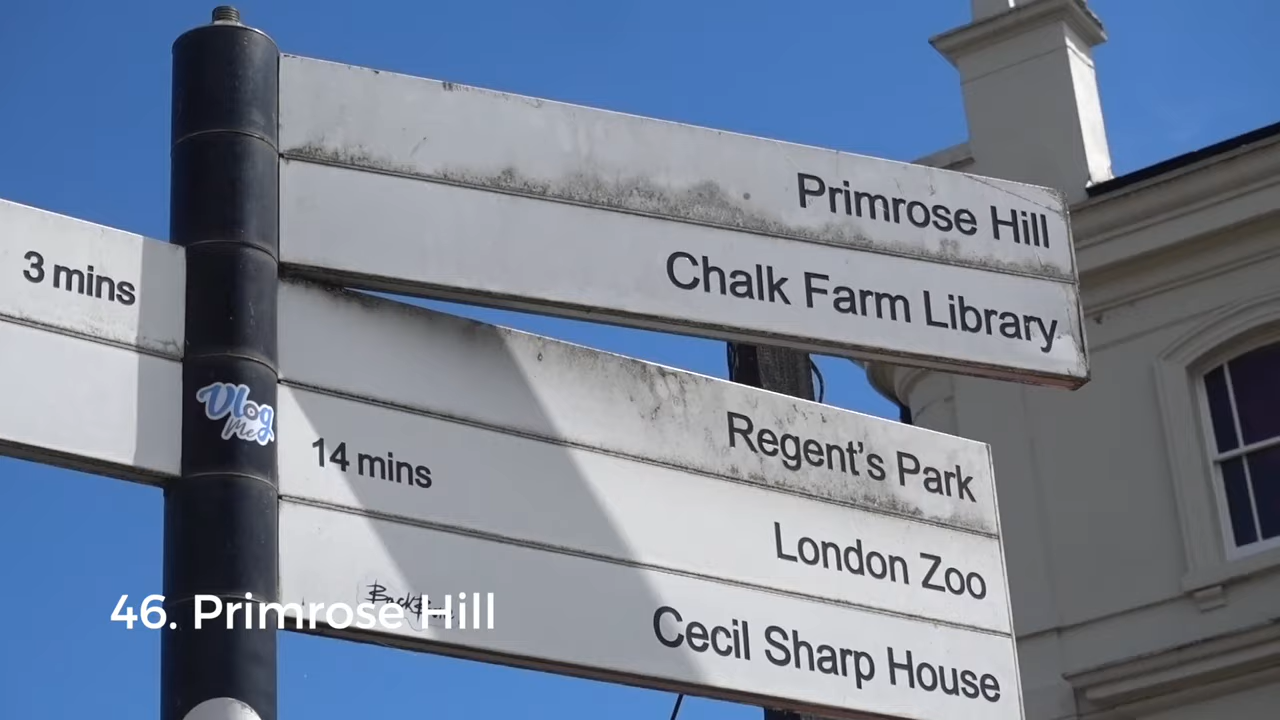 Primrose Hill
Chalk Farm Library
3 mins
Regent's Park
14 mins
London Zoo
Cecil Sharp House
Vlog
Me
46. Primrose Hill